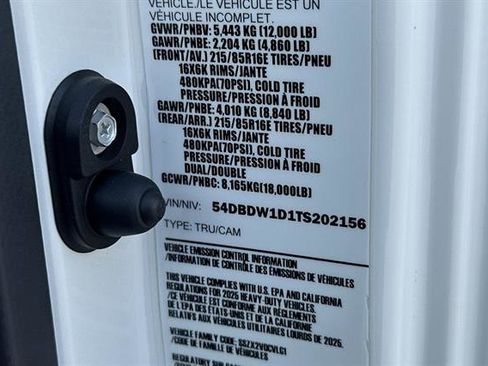 VEHICLE./LE VÉHICULE EST UN
VÉHICULE INCOMPLET.
GVWR/PNBV: 5,443 KG (12,000 LB)
GAWR/PNBE: 2,204 KG (4,860 LB)
(FRONT/AV.) 215/85R16E TIRES/PNEU
16X6K RIMS/JANTE
480KPA(70PSI), COLD TIRE
PRESSURE/PRESSION À FROID
GAWR/PNBE: 4,010 KG (8,840 LB)
(REAR/ARR.) 215/85R16E TIRES/PNEU
16X6K RIMS/JANTE
480KPA(70PSI), COLD TIRE
PRESSURE/PRESSION À FROID
DUAL/DOUBLE
GCWR/PNBC: 8,165KG(18,000LB)
VIN/NIV: 54DBDW1D1TS202156
TYPE: TRU/CAM
VEHICLE EMISSION CONTROL INFORMATION
/INFORMATION DE CONTRÔLE DES ÉMISSIONS DE VÉHICULES
THIS VEHICLE COMPLIES WITH U.S. EPA AND CALIFORNIA
REGULATIONS FOR 2025 HEAVY-DUTY VEHICLES.
/CE VÉHICULE EST CONFORME AUX RÈGLEMENTS
DE L'EPA DES ÉTATS-UNIS ET DE LA CALIFORNIE
RELATIFS AUX VÉHICULES UTILITAIRES LOURDS DE 2025.
VEHICLE FAMILY CODE: SSZX2VOCVLG1
/CODE DE FAMILLE DE VÉHICULES